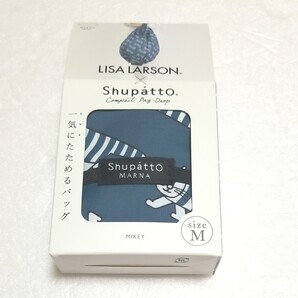 LISA LARSON.
×
Shupatto®
Compact Bag Drop
一気にたためるバッグ
Shupatto
MARNA
size
M
MIKEY